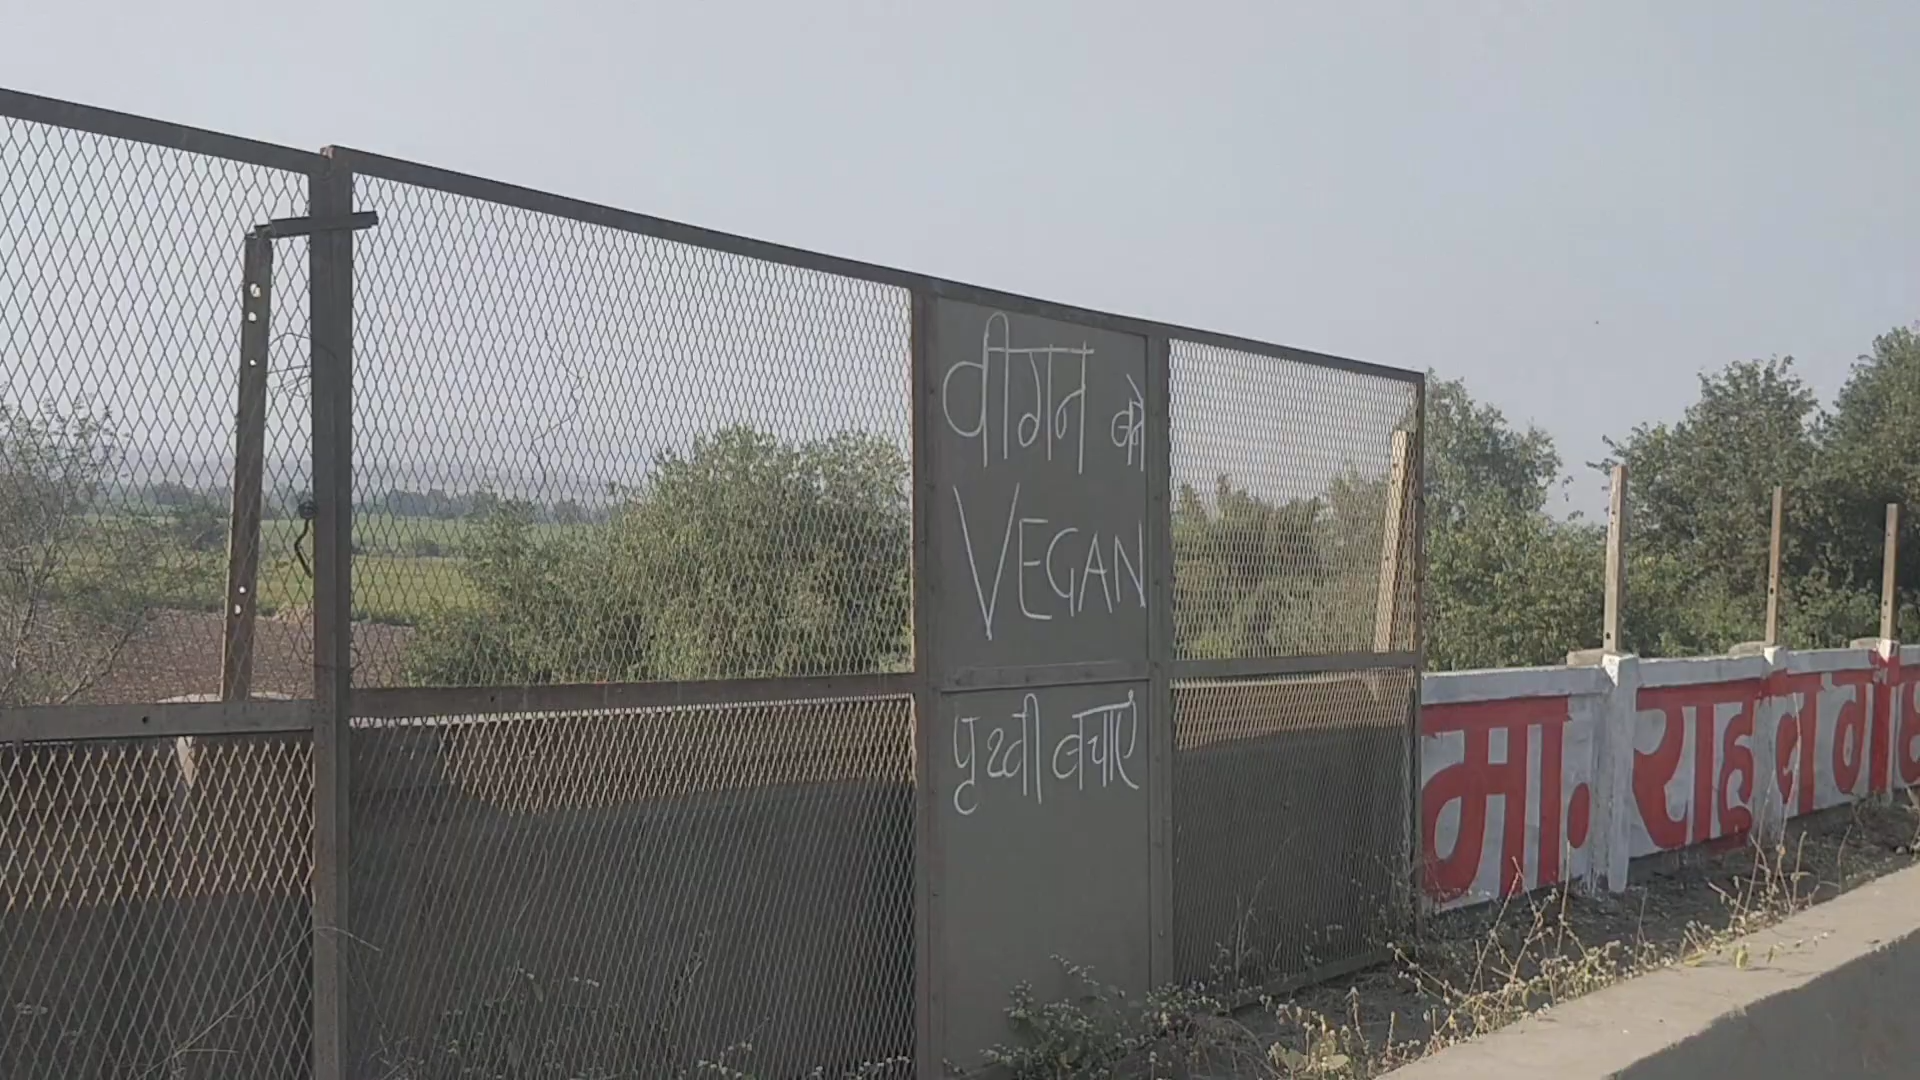 वीगन बने
VEGAN
पृथ्वी बचाएं
मा. राहुल गां